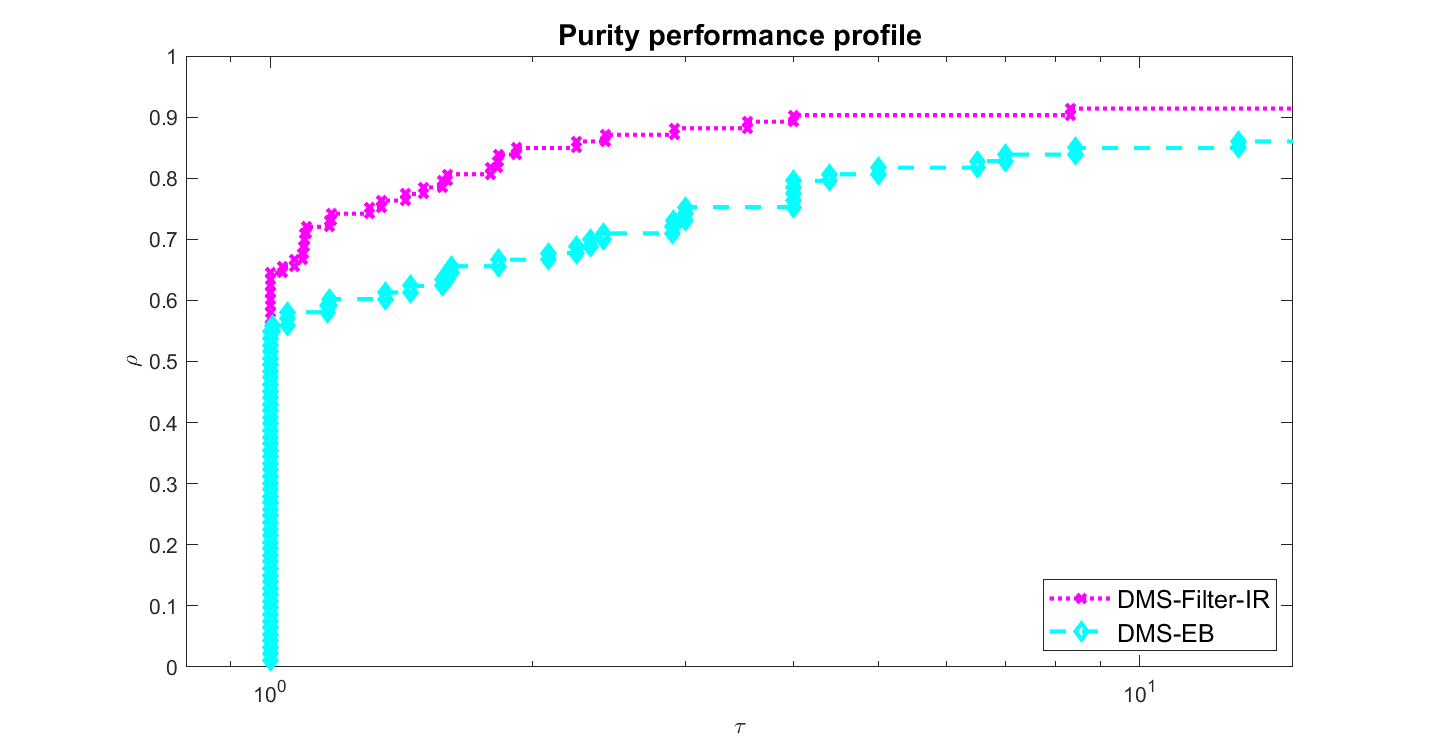 Purity performance profile
1
0.9
0.8
0.7
0.6
0.5
0.4
0.3
0.2
0.1
0
ρ
10⁰
10¹
τ
DMS-Filter-IR
DMS-EB